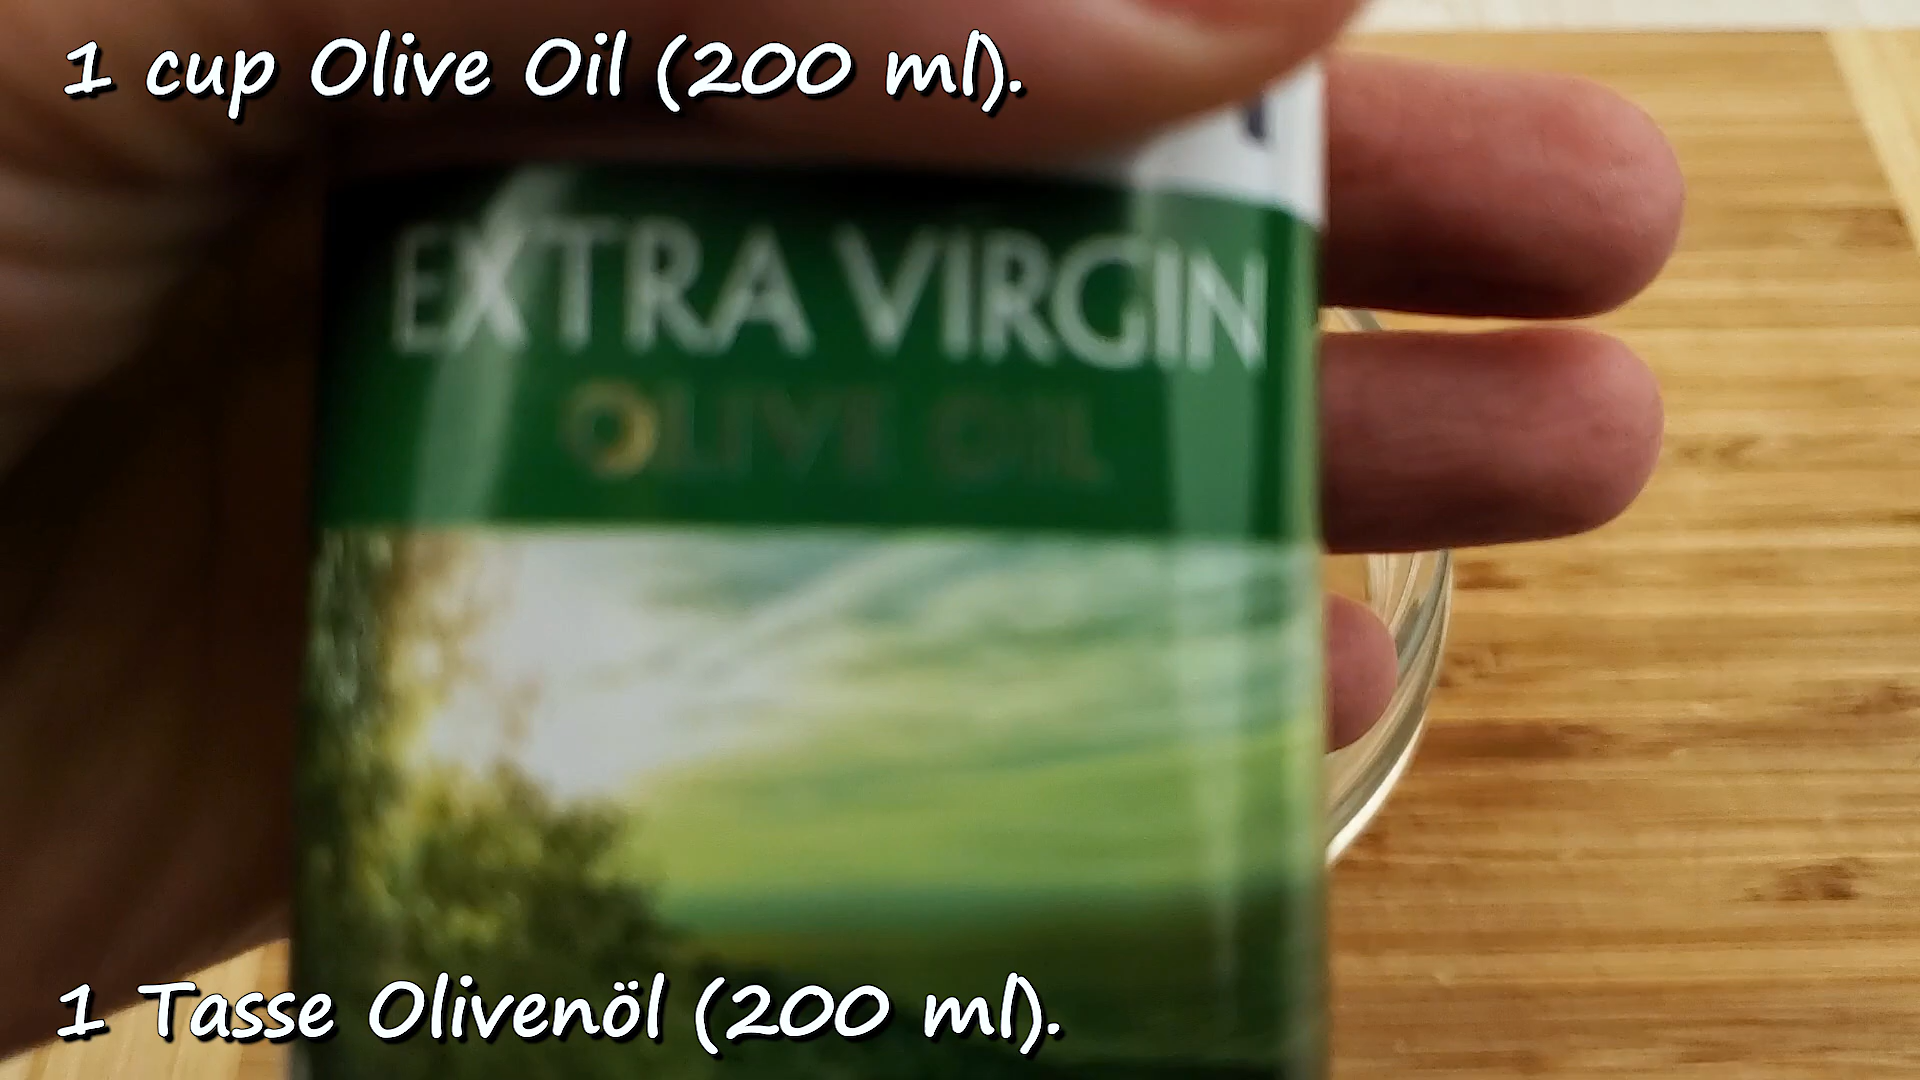 1 cup Olive Oil (200 ml).
EXTRA VIRGIN
OLIVE OIL
1 Tasse Olivenöl (200 ml).